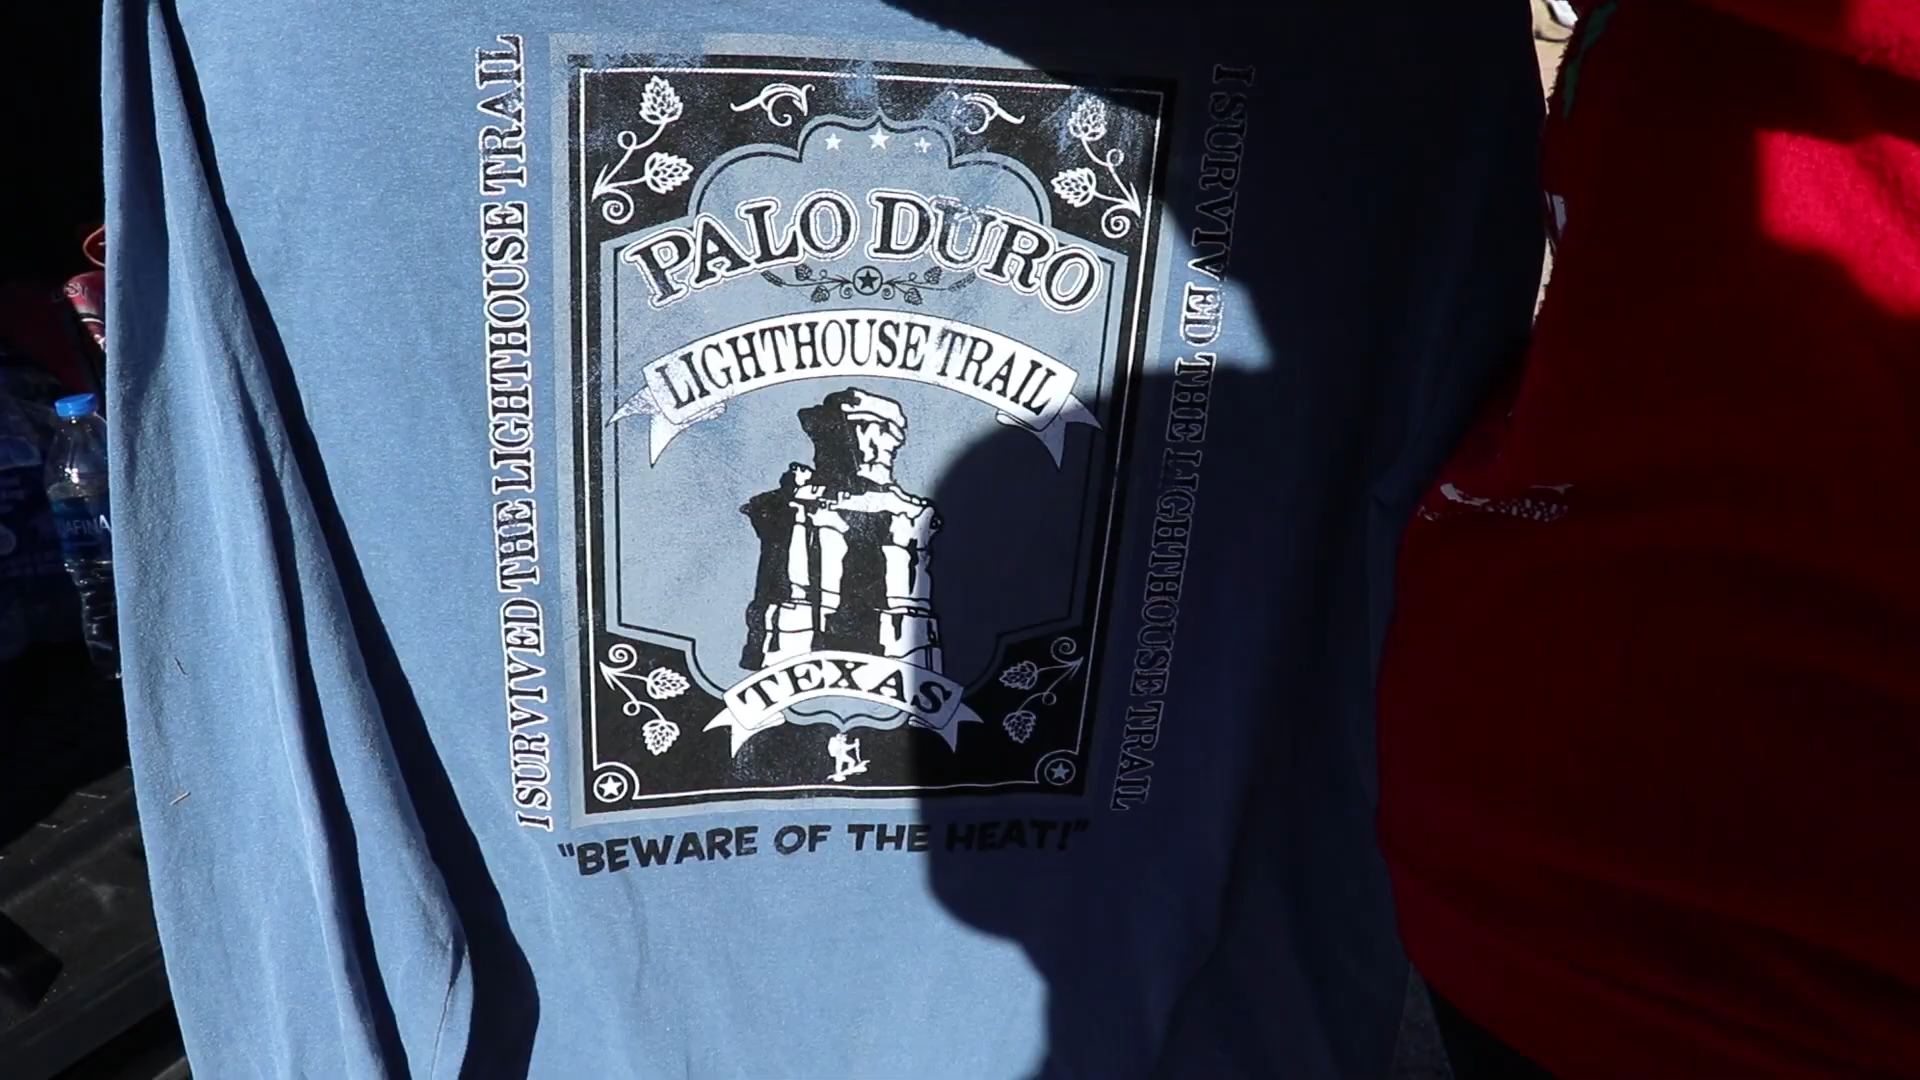 I SURVIVED THE LIGHTHOUSE TRAIL
PALO DURO
LIGHTHOUSE TRAIL
TEXAS
"BEWARE OF THE HEAT!"
I SURVIVED THE LIGHTHOUSE TRAIL